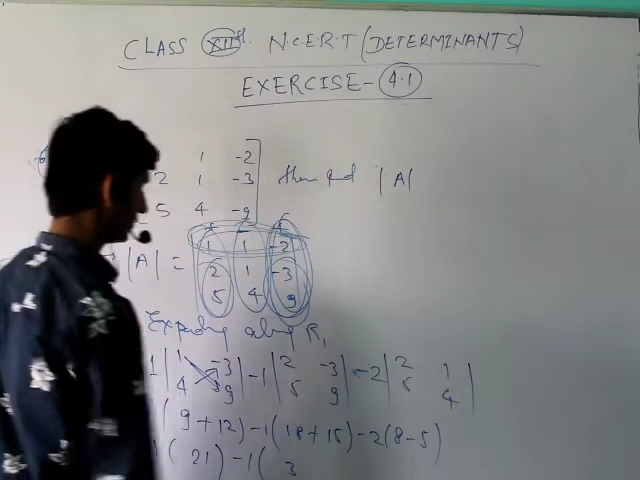 CLASS XIIth N.C.E.R.T (DETERMINANTS)
EXERCISE-4.1
1 -2
2 1 -3 then find |A|
5 4 -9
|A| = 1 1 -2
2 1 -3
5 4 9
Expanding along R1
1 | 1 -3 | -1 | 2 -3 | -2 | 2 1 |
4 9 5 9 5 4
( 9+12) -1(18+15) -2(8-5)
( 21) -1( 3